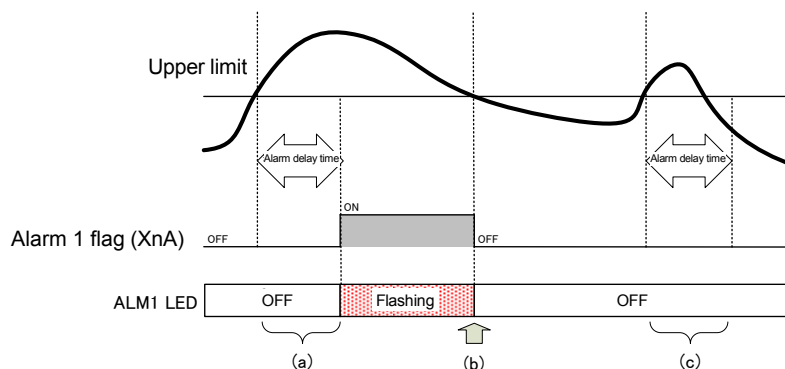 Upper limit
Alarm delay time
Alarm delay time
ON
Alarm 1 flag (XnA)
OFF
OFF
ALM1 LED
OFF
Flashing
OFF
(a)
(b)
(c)